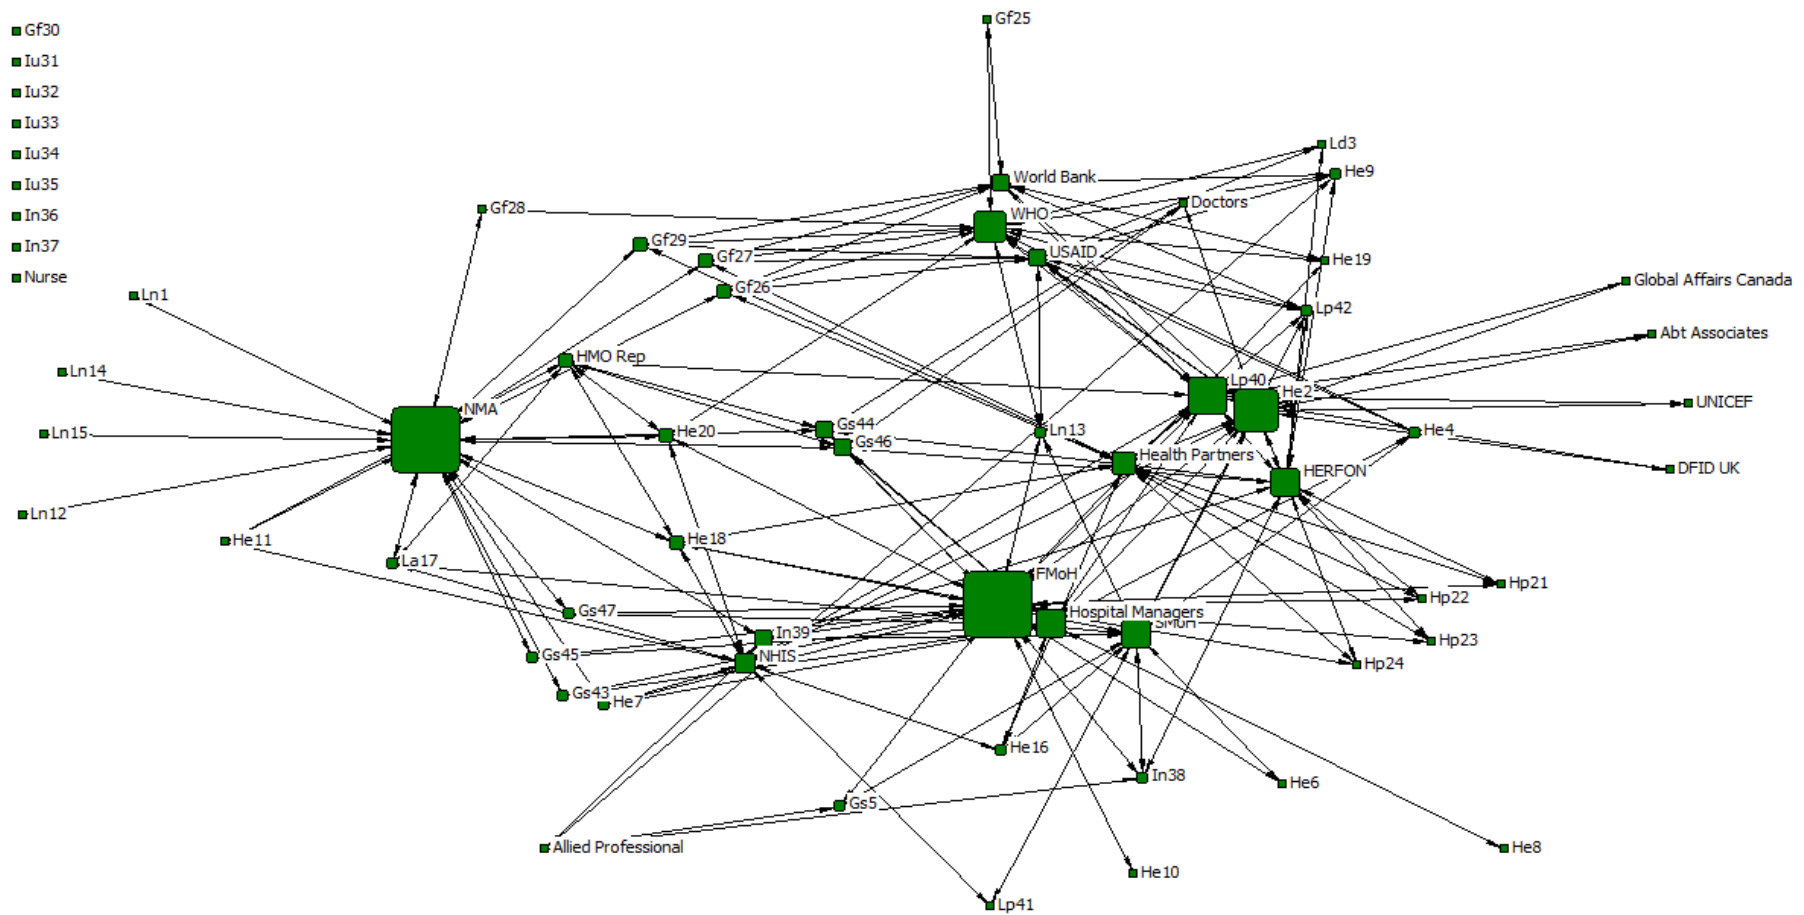 Gf30
Iu31
Iu32
Iu33
Iu34
Iu35
In36
In37
Nurse
Gf25
Ld3
He9
World Bank
Doctors
Gf28
WHO
Gf29
USAID
Gf27
He19
Gf26
Global Affairs Canada
Ln1
Lp42
Abt Associates
HMO Rep
Ln14
Lp40
He2
UNICEF
NMA
Gs44
Ln15
He20
Ln13
He4
Gs46
Health Partners
HERFON
DFID UK
Ln12
He11
He18
La17
FMoH
Hp21
Hp22
Gs47
Hospital Managers
SMoH
In39
Hp23
Gs45
NHIS
Hp24
Gs43
He7
He16
In38
He6
Gs5
Allied Professional
He8
He10
Lp41